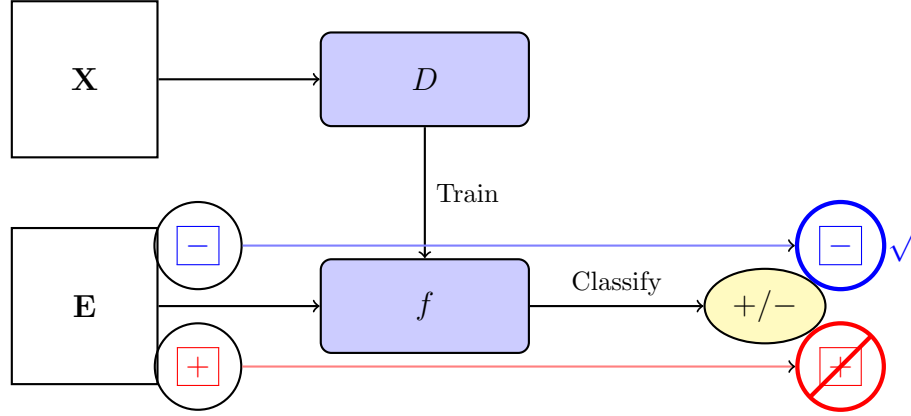 X
D
Train
− − √
E f Classify +/−
+ +